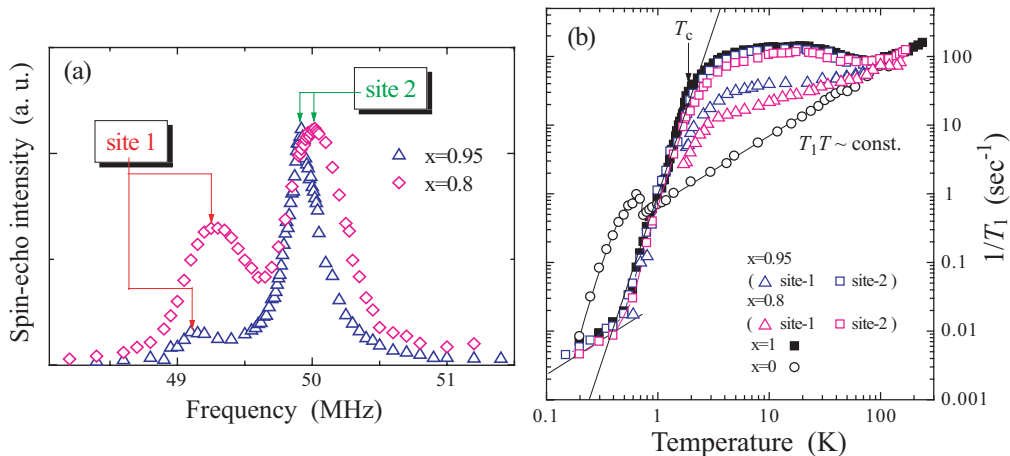 (a)
site 1
site 2
x=0.95
x=0.8
Spin-echo intensity (a. u.)
49
50
51
Frequency (MHz)
(b)
Tc
T1T ~ const.
x=0.95
( site-1 site-2 )
x=0.8
( site-1 site-2 )
x=1
x=0
100
10
1
0.1
0.01
0.001
1/T1 (sec-1)
0.1
1
10
100
Temperature (K)